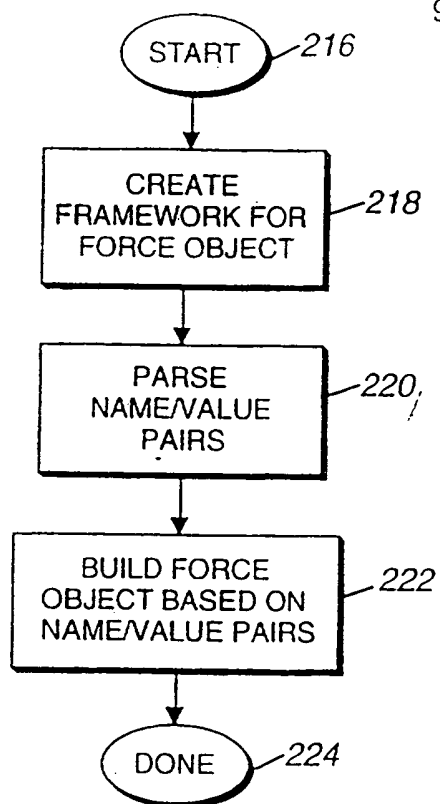 START
216
CREATE
FRAMEWORK FOR
FORCE OBJECT
218
PARSE
NAME/VALUE
PAIRS
220
BUILD FORCE
OBJECT BASED ON
NAME/VALUE PAIRS
222
DONE
224